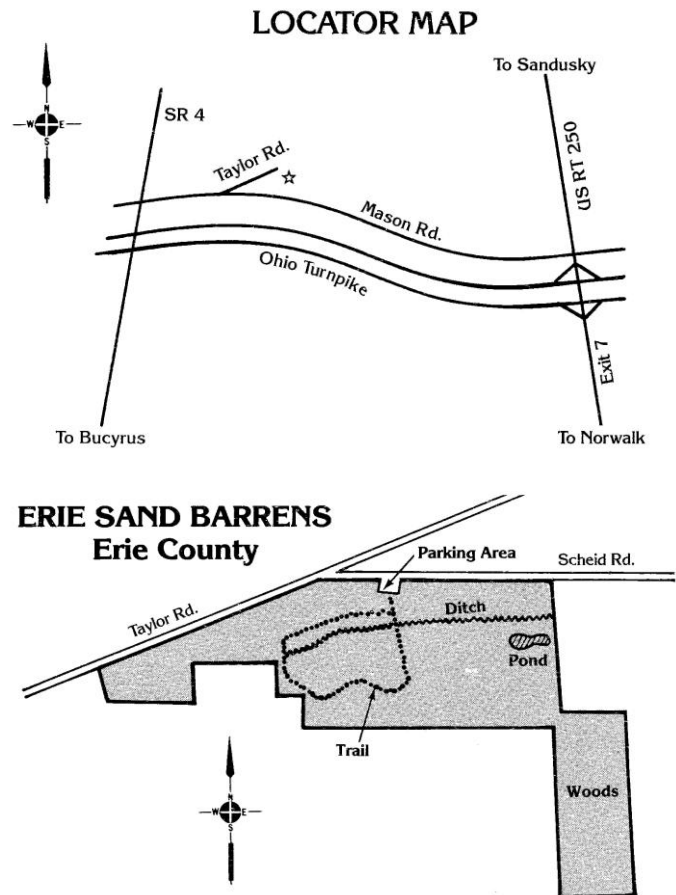 LOCATOR MAP
To Sandusky
N
W E
S
SR 4
US RT 250
Taylor Rd.
Mason Rd.
Ohio Turnpike
Exit 7
To Bucyrus
To Norwalk
ERIE SAND BARRENS
Erie County
Parking Area
Scheid Rd.
Taylor Rd.
Ditch
Pond
Trail
Woods
N
W E
S